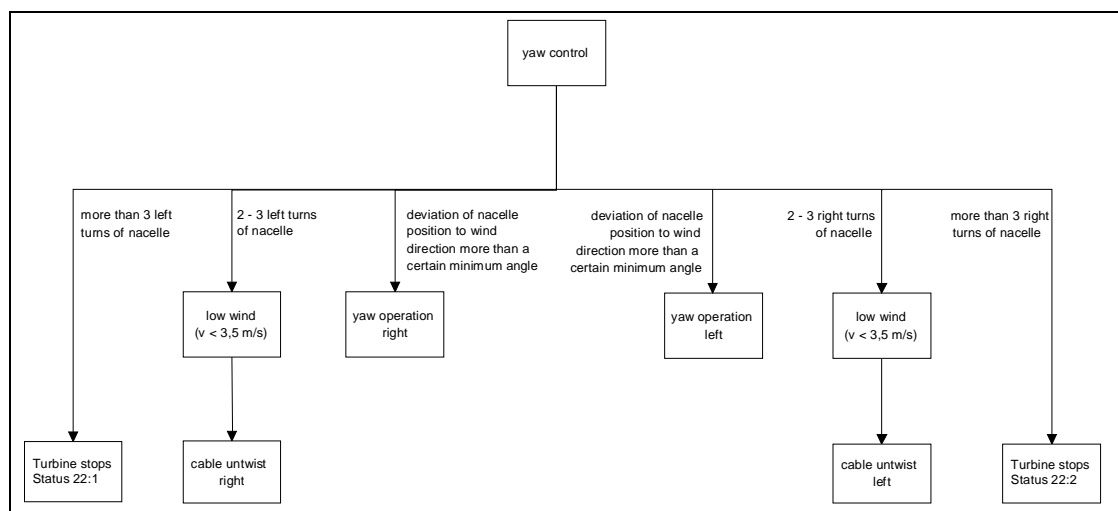 yaw control
more than 3 left
turns of nacelle
2 - 3 left turns
of nacelle
deviation of nacelle
position to wind
direction more than a
certain minimum angle
deviation of nacelle
position to wind
direction more than a
certain minimum angle
2 - 3 right turns
of nacelle
more than 3 right
turns of nacelle
low wind
(v < 3,5 m/s)
yaw operation
right
yaw operation
left
low wind
(v < 3,5 m/s)
Turbine stops
Status 22:1
cable untwist
right
cable untwist
left
Turbine stops
Status 22:2